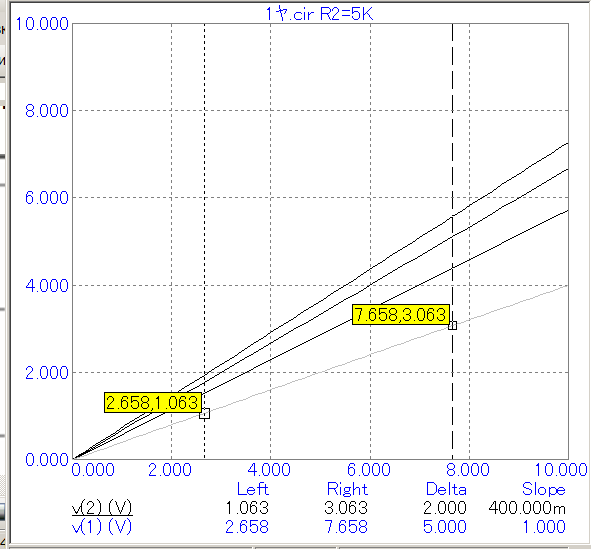 1ヤ.cir R2=5K
10.000
8.000
6.000
4.000
2.000
0.000
7.658,3.063
2.658,1.063
0.000 2.000 4.000 6.000 8.000 10.000
Left Right Delta Slope
v(2) (V) 1.063 3.063 2.000 400.000m
v(1) (V) 2.658 7.658 5.000 1.000